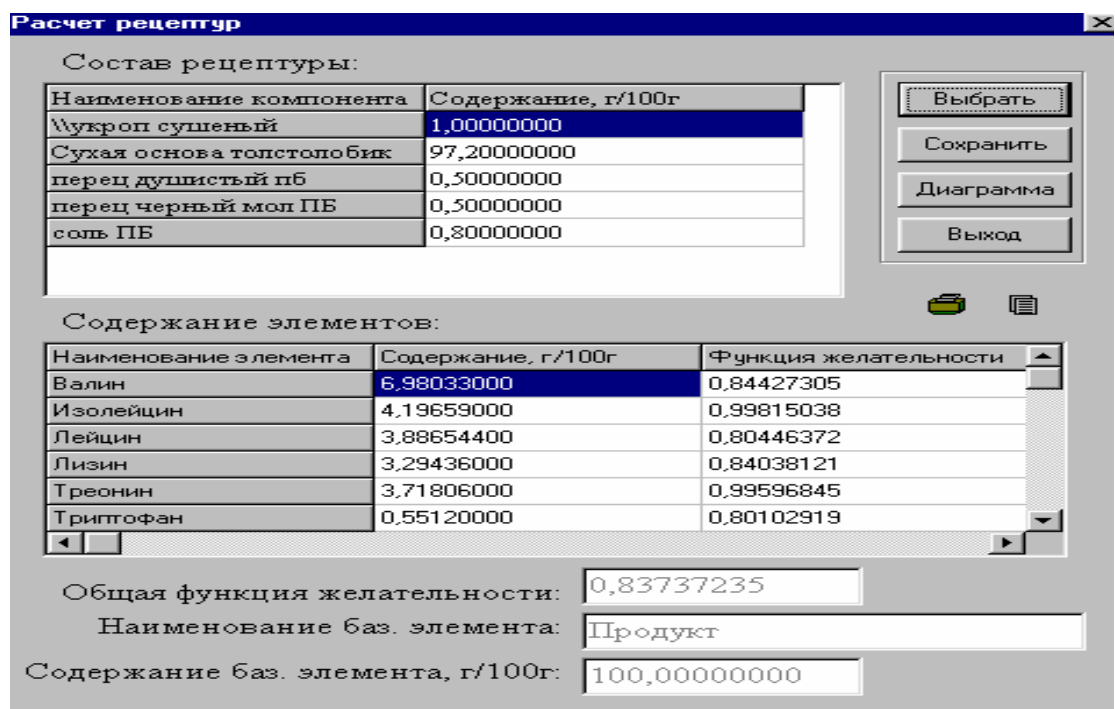 Расчет рецептур
Состав рецептуры:
Наименование компонента Содержание, г/100г
\\укроп сушеный 1,00000000
Сухая основа толстолобик 97,20000000
перец душистый пб 0,50000000
перец черный мол ПБ 0,50000000
соль ПБ 0,80000000
Выбрать
Сохранить
Диаграмма
Выход
Содержание элементов:
Наименование элемента Содержание, г/100г Функция желательности
Валин 6,98033000 0,84427305
Изолейцин 4,19659000 0,99815038
Лейцин 3,88654400 0,80446372
Лизин 3,29436000 0,84038121
Треонин 3,71806000 0,99596845
Триптофан 0,55120000 0,80102919
Общая функция желательности: 0,83737235
Наименование баз. элемента: Продукт
Содержание баз. элемента, г/100г: 100,00000000